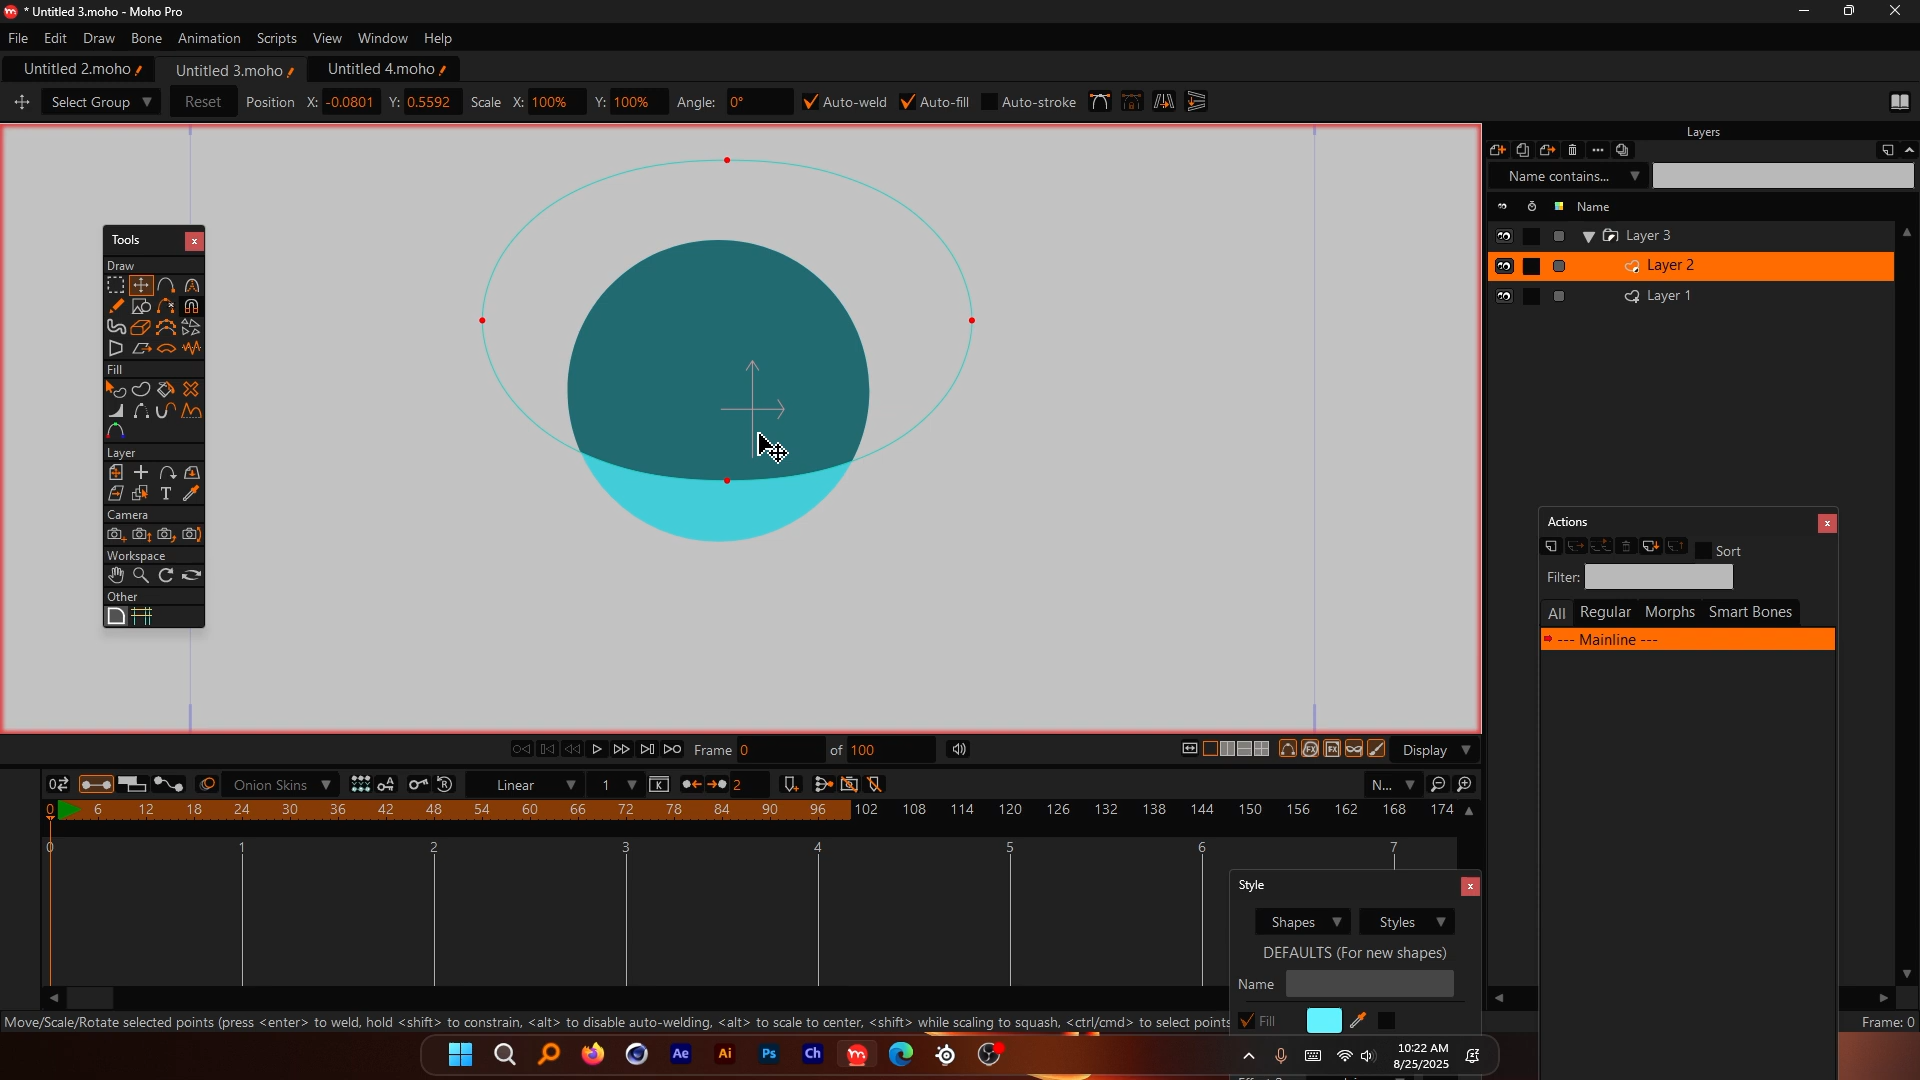 * Untitled 3.moho - Moho Pro
File Edit Draw Bone Animation Scripts View Window Help
Untitled 2.moho Untitled 3.moho Untitled 4.moho
Select Group Reset Position X: -0.0801 Y: 0.5592 Scale X: 100% Y: 100% Angle: 0° Auto-weld Auto-fill Auto-stroke
Layers
Name contains...
Name
Layer 3
Layer 2
Layer 1
Tools
Draw
Fill
Layer
T
Camera
Workspace
Other
Actions
Sort
Filter:
All Regular Morphs Smart Bones
--- Mainline ---
Frame 0 of 100 Display
Onion Skins Linear 1 2 N...
0 6 12 18 24 30 36 42 48 54 60 66 72 78 84 90 96 102 108 114 120 126 132 138 144 150 156 162 168 174
0 1 2 3 4 5 6 7
Style
Shapes Styles
DEFAULTS (For new shapes)
Name
Fill
Move/Scale/Rotate selected points (press <enter> to weld, hold <shift> to constrain, <alt> to disable auto-welding, <alt> to scale to center, <shift> while scaling to squash, <ctrl/cmd> to select points
Frame: 0
Ae Ai Ps Ch
10:22 AM
8/25/2025